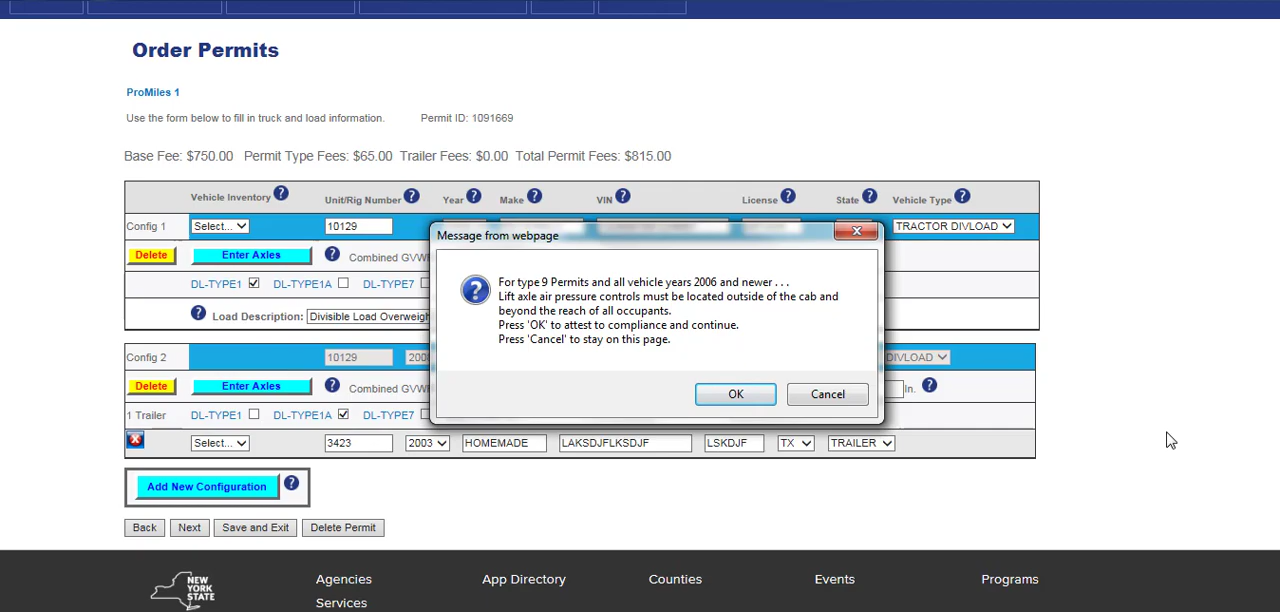 Order Permits
ProMiles 1
Use the form below to fill in truck and load information. Permit ID: 1091669
Base Fee: $750.00 Permit Type Fees: $65.00 Trailer Fees: $0.00 Total Permit Fees: $815.00
Vehicle Inventory ? Unit/Rig Number ? Year ? Make ? VIN ? License ? State ? Vehicle Type ?
Config 1 Select... 10129 TRACTOR DIVLOAD
Message from webpage
Delete Enter Axles ? Combined GVW
DL-TYPE1 DL-TYPE1A DL-TYPE7
? Load Description: Divisible Load Overweigh
For type 9 Permits and all vehicle years 2006 and newer . . .
Lift axle air pressure controls must be located outside of the cab and
beyond the reach of all occupants.
Press 'OK' to attest to compliance and continue.
Press 'Cancel' to stay on this page.
OK Cancel
Config 2 10129 DIVLOAD
Delete Enter Axles ? Combined GVW In. ?
1 Trailer DL-TYPE1 DL-TYPE1A DL-TYPE7
Select... 3423 2003 HOMEMADE LAKSDJFLKSDJF LSKDJF TX TRAILER
Add New Configuration ?
Back Next Save and Exit Delete Permit
NEW
YORK
STATE
Agencies App Directory Counties Events Programs
Services